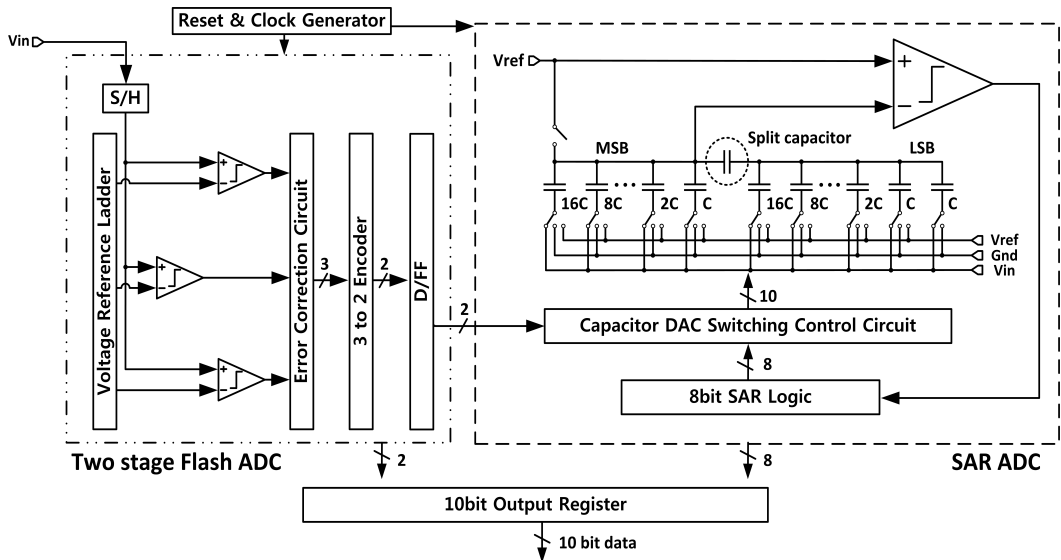 Reset & Clock Generator
Vin
S/H
Voltage Reference Ladder
+
−
+
−
+
−
Error Correction Circuit
3
3 to 2 Encoder
2
D/FF
2
Two stage Flash ADC
Vref
+
−
Split capacitor
MSB
LSB
16C
8C
2C
C
16C
8C
2C
C
C
Vref
Gnd
Vin
10
Capacitor DAC Switching Control Circuit
8
8bit SAR Logic
SAR ADC
2
8
10bit Output Register
10 bit data